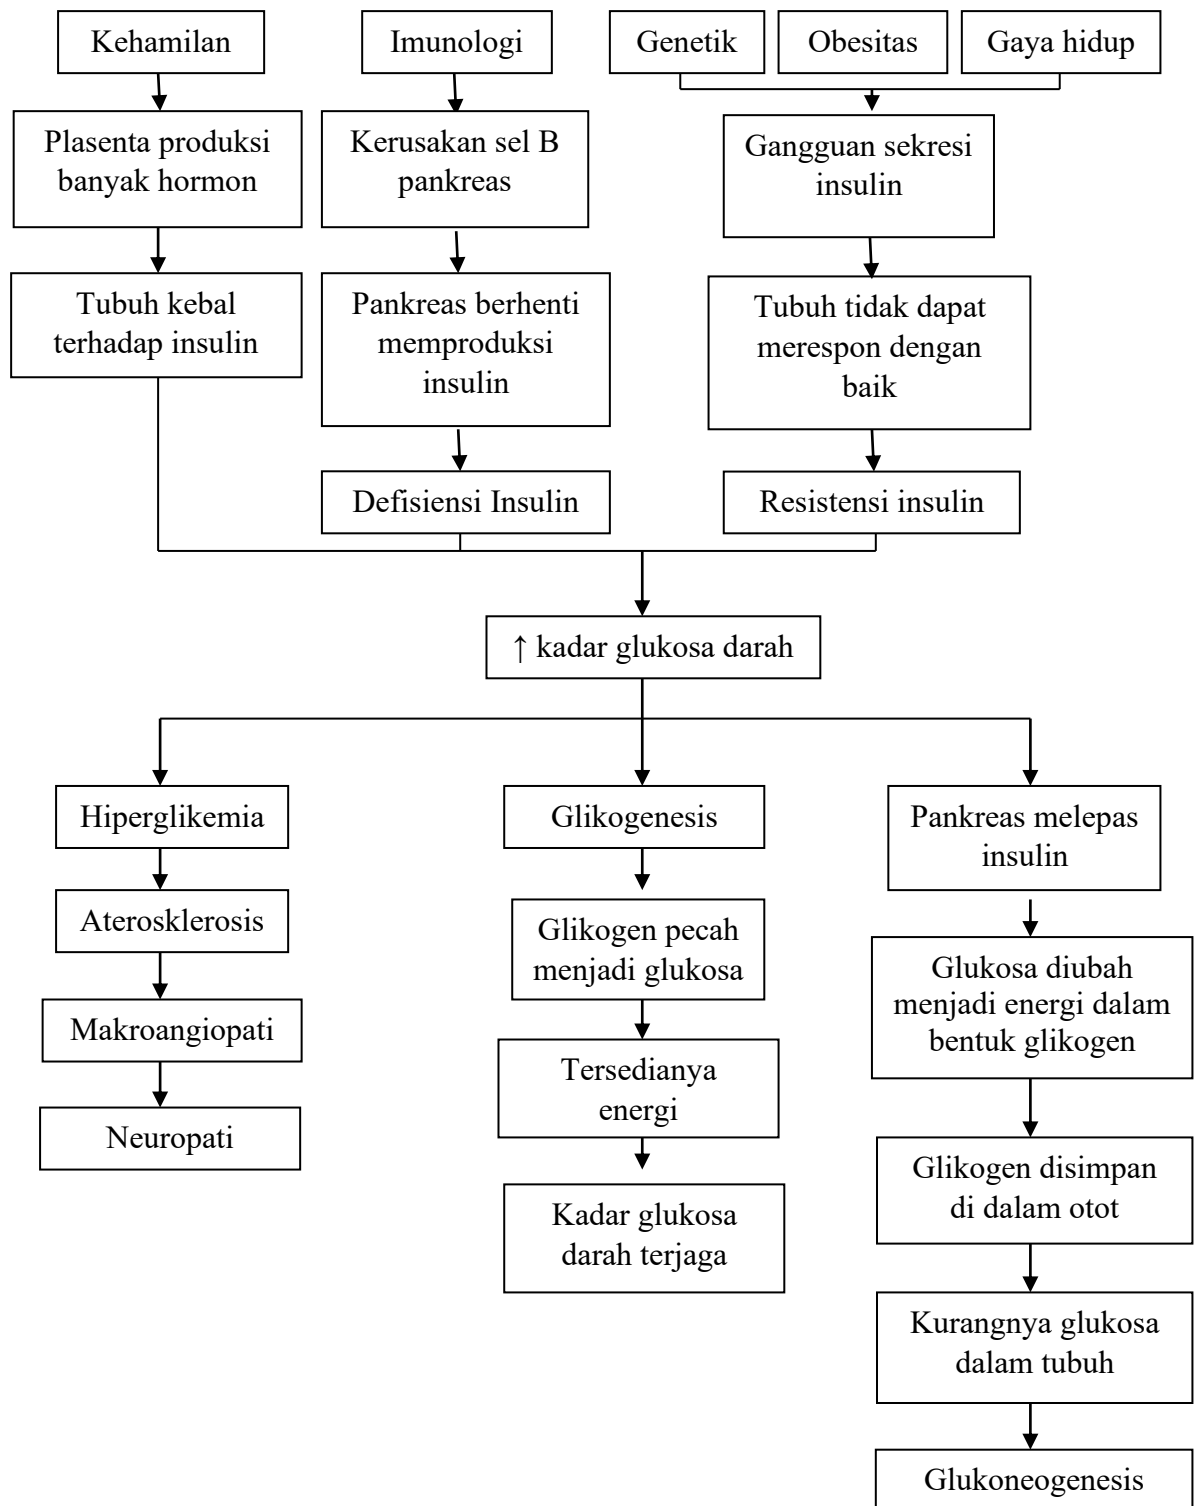 Kehamilan
Imunologi
Genetik
Obesitas
Gaya hidup
Plasenta produksi
banyak hormon
Kerusakan sel B
pankreas
Gangguan sekresi
insulin
Tubuh kebal
terhadap insulin
Pankreas berhenti
memproduksi
insulin
Tubuh tidak dapat
merespon dengan
baik
Defisiensi Insulin
Resistensi insulin
↑ kadar glukosa darah
Hiperglikemia
Glikogenesis
Pankreas melepas
insulin
Aterosklerosis
Glikogen pecah
menjadi glukosa
Glukosa diubah
menjadi energi dalam
bentuk glikogen
Makroangiopati
Tersedianya
energi
Neuropati
Glikogen disimpan
di dalam otot
Kadar glukosa
darah terjaga
Kurangnya glukosa
dalam tubuh
Glukoneogenesis